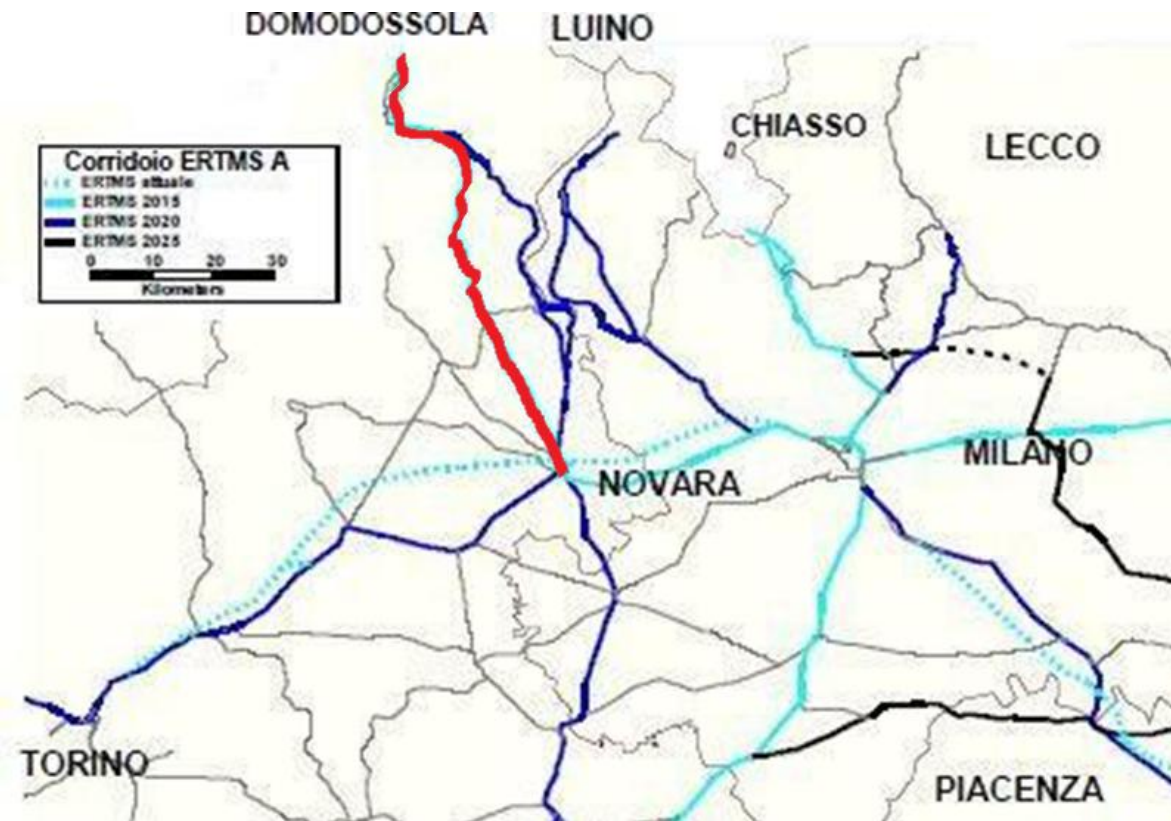 DOMODOSSOLA
LUINO
CHIASSO
LECCO
Corridoio ERTMS A
ERTMS attuale
ERTMS 2015
ERTMS 2020
ERTMS 2025
0 10 20 30
Kilometers
MILANO
NOVARA
TORINO
PIACENZA